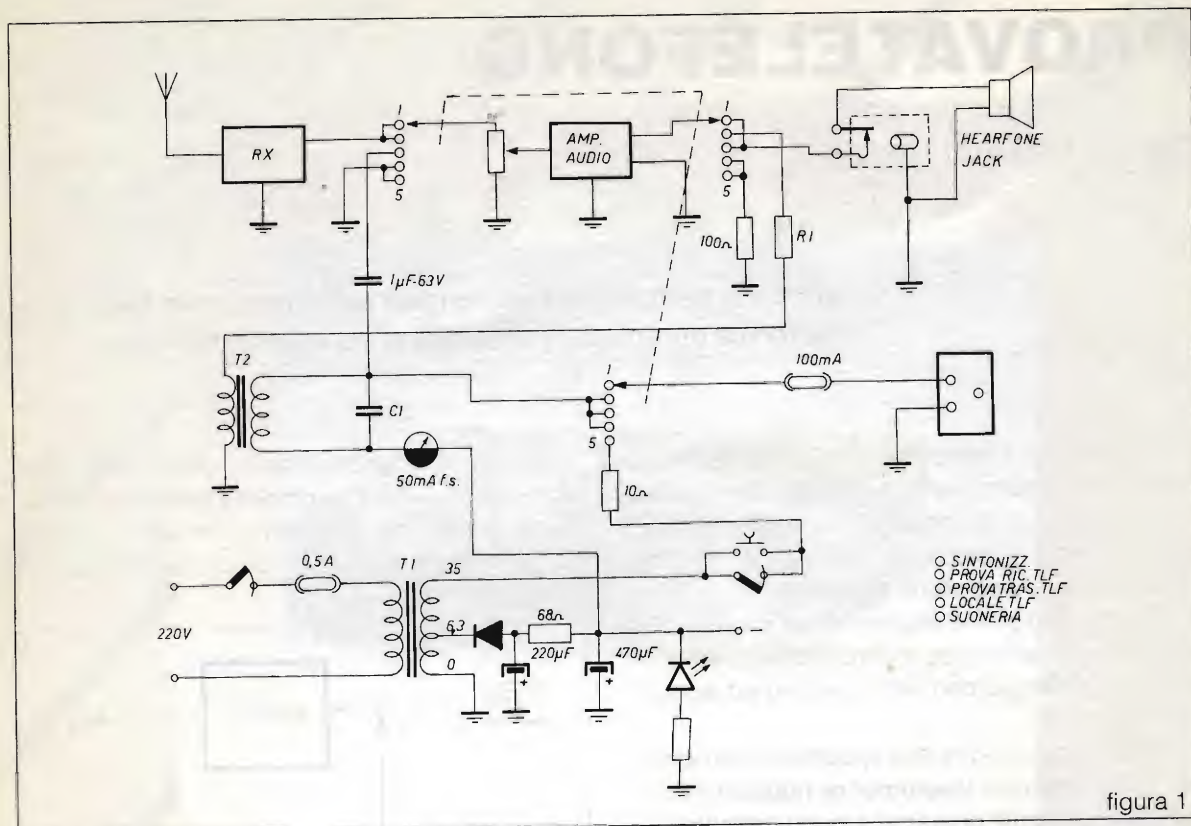 RX
1
5
AMP.
AUDIO
1
5
HEARFONE
JACK
100Ω
R1
1µF-63V
T2
C1
50mA f.s.
1
5
100mA
10Ω
0,5A
T1
35
6,3
0
220V
68Ω
220µF
+
470µF
+
−
SINTONIZZ.
PROVA RIC. TLF
PROVA TRAS. TLF
LOCALE TLF
SUONERIA
figura 1